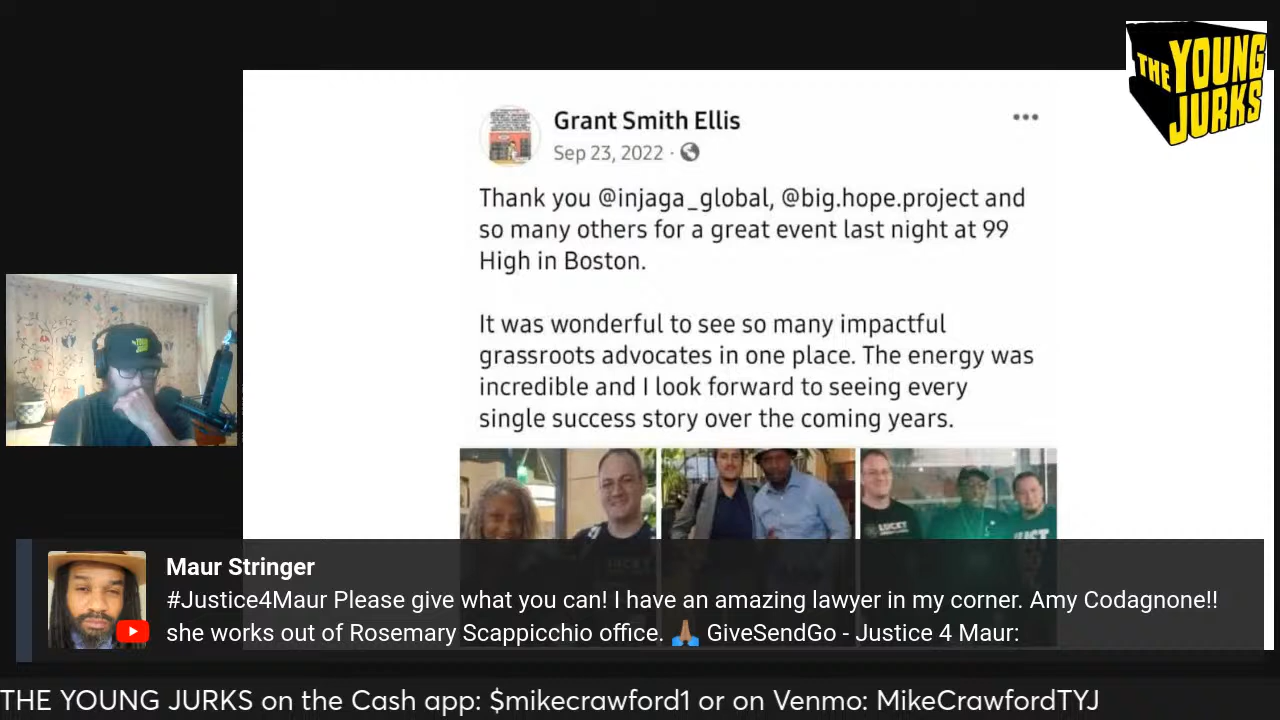 THE YOUNG JURKS
Grant Smith Ellis
Sep 23, 2022 ·
Thank you @injaga_global, @big.hope.project and
so many others for a great event last night at 99
High in Boston.
It was wonderful to see so many impactful
grassroots advocates in one place. The energy was
incredible and I look forward to seeing every
single success story over the coming years.
LUCKY
Maur Stringer
#Justice4Maur Please give what you can! I have an amazing lawyer in my corner. Amy Codagnone!!
she works out of Rosemary Scappicchio office. 🙏🏽 GiveSendGo - Justice 4 Maur:
THE YOUNG JURKS on the Cash app: $mikecrawford1 or on Venmo: MikeCrawfordTYJ